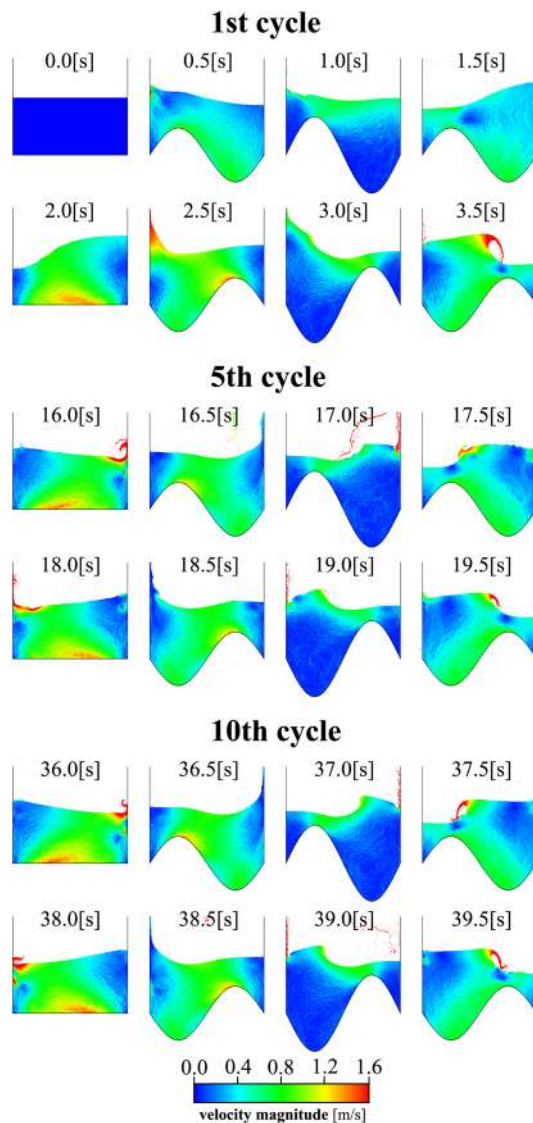 1st cycle
0.0[s] 0.5[s] 1.0[s] 1.5[s]
2.0[s] 2.5[s] 3.0[s] 3.5[s]
5th cycle
16.0[s] 16.5[s] 17.0[s] 17.5[s]
18.0[s] 18.5[s] 19.0[s] 19.5[s]
10th cycle
36.0[s] 36.5[s] 37.0[s] 37.5[s]
38.0[s] 38.5[s] 39.0[s] 39.5[s]
0.0 0.4 0.8 1.2 1.6
velocity magnitude [m/s]